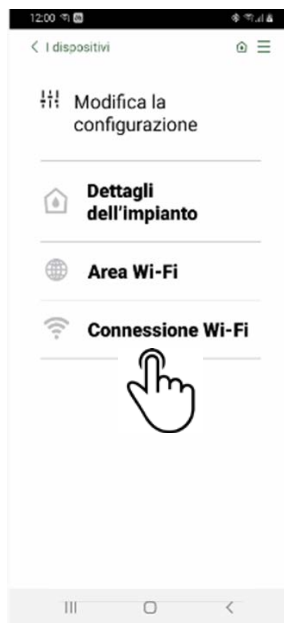 12:00
I dispositivi
Modifica la
configurazione
Dettagli
dell'impianto
Area Wi-Fi
Connessione Wi-Fi